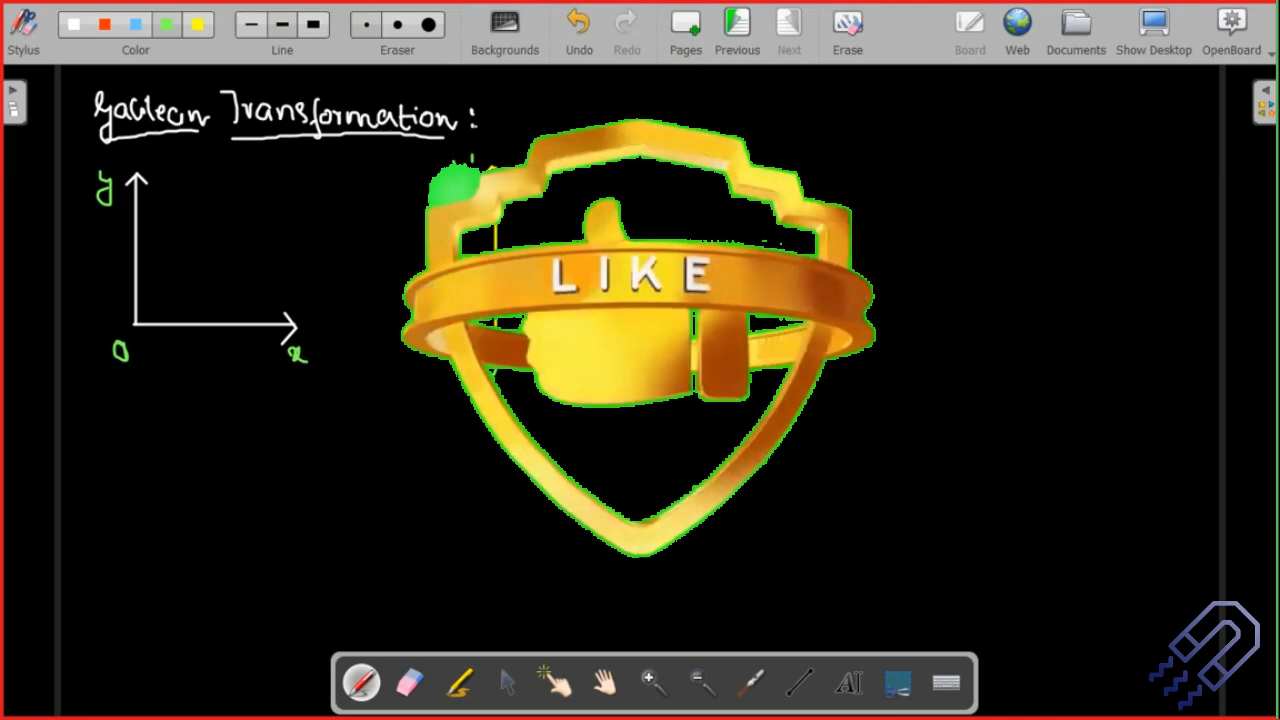 Stylus Color Line Eraser Backgrounds Undo Redo Pages Previous Next Erase Board Web Documents Show Desktop OpenBoard
Galilean Transformation :
y
LIKE
O
x
AI